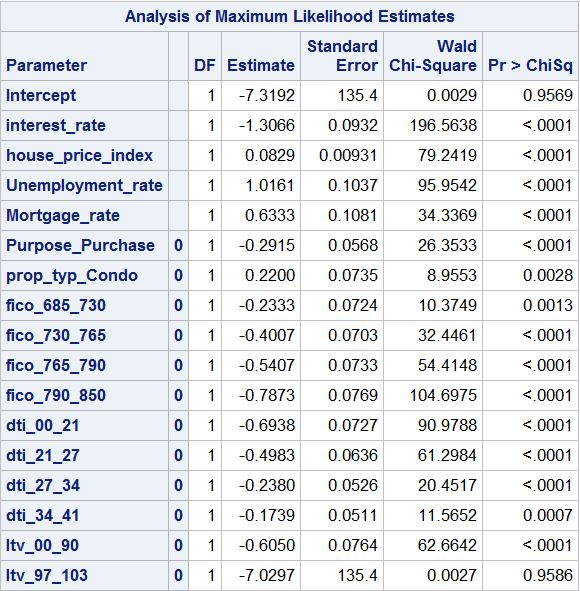 Analysis of Maximum Likelihood Estimates
Parameter DF Estimate Standard Error Wald Chi-Square Pr > ChiSq
Intercept 1 -7.3192 135.4 0.0029 0.9569
interest_rate 1 -1.3066 0.0932 196.5638 <.0001
house_price_index 1 0.0829 0.00931 79.2419 <.0001
Unemployment_rate 1 1.0161 0.1037 95.9542 <.0001
Mortgage_rate 1 0.6333 0.1081 34.3369 <.0001
Purpose_Purchase 0 1 -0.2915 0.0568 26.3533 <.0001
prop_typ_Condo 0 1 0.2200 0.0735 8.9553 0.0028
fico_685_730 0 1 -0.2333 0.0724 10.3749 0.0013
fico_730_765 0 1 -0.4007 0.0703 32.4461 <.0001
fico_765_790 0 1 -0.5407 0.0733 54.4148 <.0001
fico_790_850 0 1 -0.7873 0.0769 104.6975 <.0001
dti_00_21 0 1 -0.6938 0.0727 90.9788 <.0001
dti_21_27 0 1 -0.4983 0.0636 61.2984 <.0001
dti_27_34 0 1 -0.2380 0.0526 20.4517 <.0001
dti_34_41 0 1 -0.1739 0.0511 11.5652 0.0007
ltv_00_90 0 1 -0.6050 0.0764 62.6642 <.0001
ltv_97_103 0 1 -7.0297 135.4 0.0027 0.9586